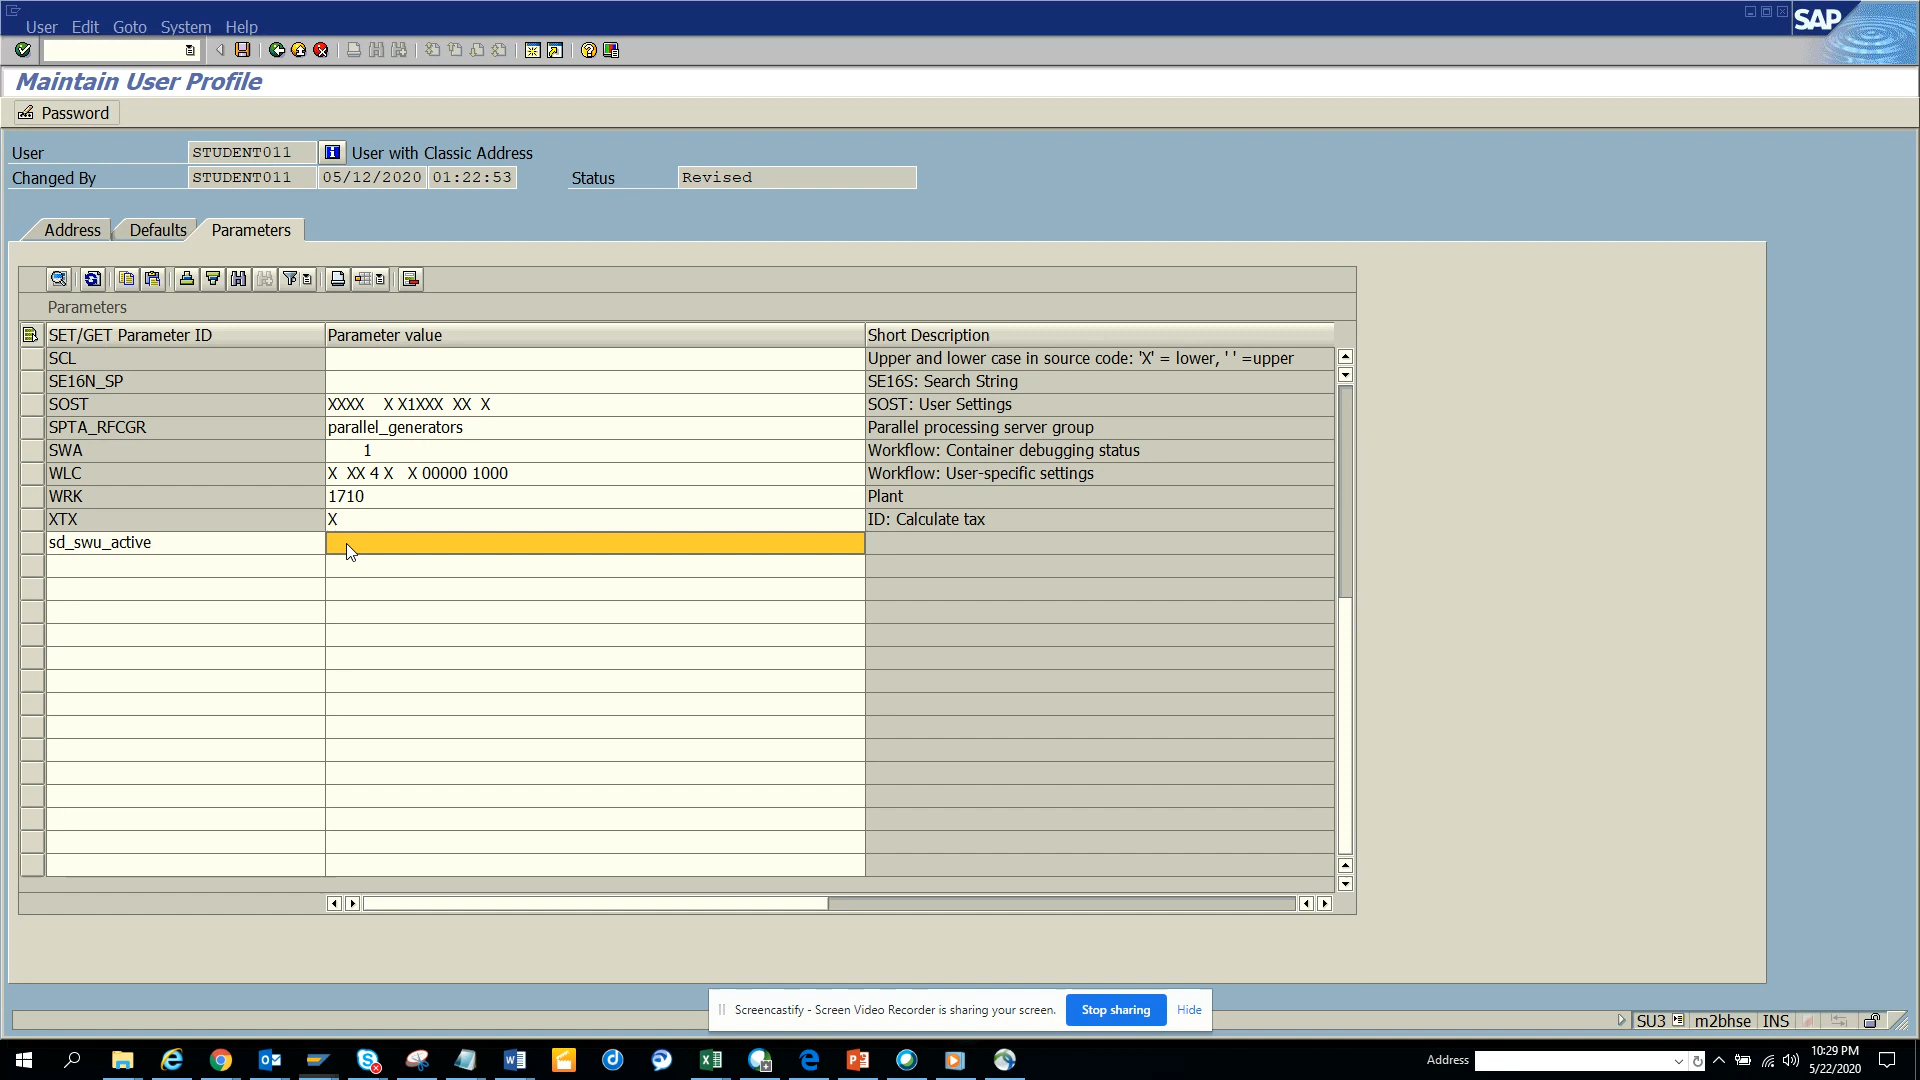 User Edit Goto System Help
SAP
Maintain User Profile
Password
User STUDENT011 User with Classic Address
Changed By STUDENT011 05/12/2020 01:22:53 Status Revised
Address Defaults Parameters
Parameters
SET/GET Parameter ID Parameter value Short Description
SCL Upper and lower case in source code: 'X' = lower, ' ' =upper
SE16N_SP SE16S: Search String
SOST XXXX X X1XXX XX X SOST: User Settings
SPTA_RFCGR parallel_generators Parallel processing server group
SWA 1 Workflow: Container debugging status
WLC X XX 4 X X 00000 1000 Workflow: User-specific settings
WRK 1710 Plant
XTX X ID: Calculate tax
sd_swu_active
Screencastify - Screen Video Recorder is sharing your screen. Stop sharing Hide
SU3 m2bhse INS
Address
10:29 PM
5/22/2020